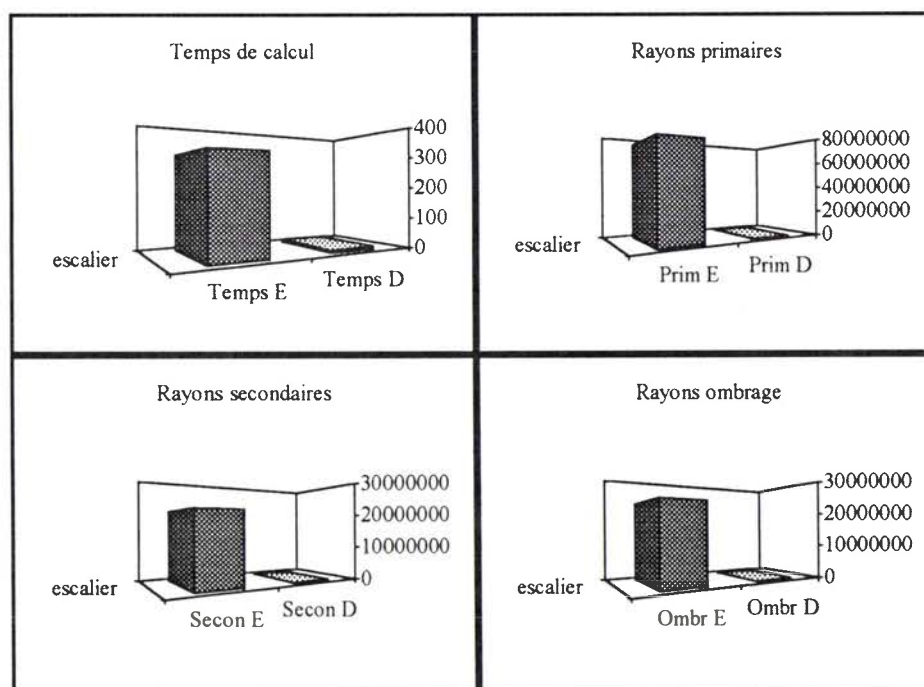 Temps de calcul
400
300
200
100
0
escalier
Temps E
Temps D
Rayons primaires
80000000
60000000
40000000
20000000
0
escalier
Prim E
Prim D
Rayons secondaires
30000000
20000000
10000000
0
escalier
Secon E
Secon D
Rayons ombrage
30000000
20000000
10000000
0
escalier
Ombr E
Ombr D